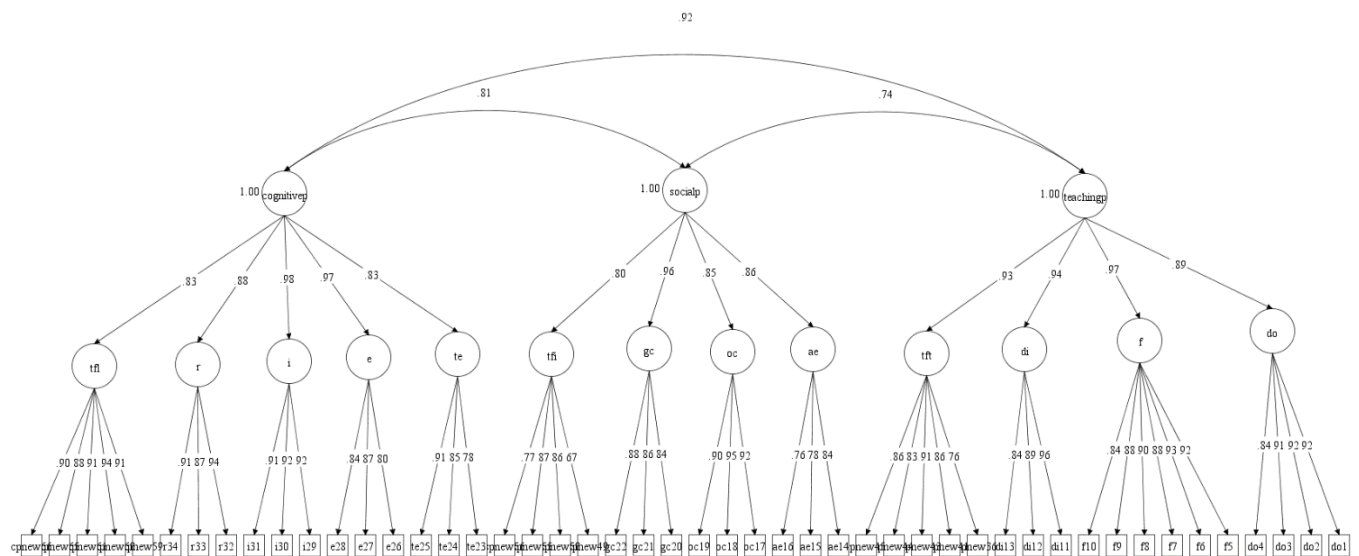 .92
.81
.74
1.00 cognitivep
1.00 socialp
1.00 teachingp
.83 .88 .98 .97 .83
.80 .96 .85 .86
.93 .94 .97 .89
tfl r i e te tfi gc oc ae tft di f do
.90 88 91 94 91
.91 87 94
.91 92 92
.84 87 80
.91 85 78
.77 87 86 67
.88 86 84
.90 95 92
.76 78 84
.86 83 91 86 76
.84 89 96
.84 88 90 88 93 92
.84 91 92 92
r34 r33 r32 i31 i30 i29 e28 e27 e26 te25 te24 te23 gc22 gc21 gc20 oc19 oc18 oc17 ae16 ae15 ae14 di13 di12 di11 f10 f9 f8 f7 f6 f5 do4 do3 do2 do1